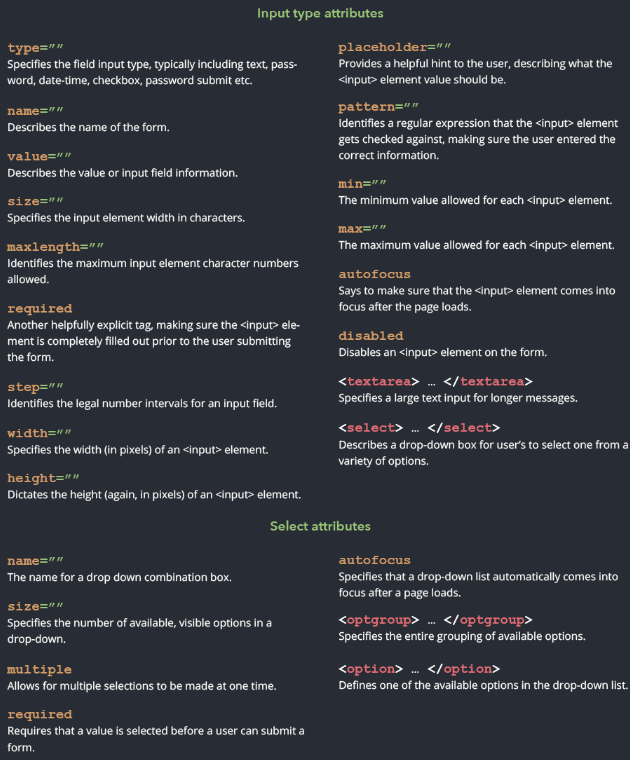 Input type attributes
type=""
Specifies the field input type, typically including text, pass-
word, date-time, checkbox, password submit etc.
name=""
Describes the name of the form.
value=""
Describes the value or input field information.
size=""
Specifies the input element width in characters.
maxlength=""
Identifies the maximum input element character numbers
allowed.
required
Another helpfully explicit tag, making sure the <input> ele-
ment is completely filled out prior to the user submitting
the form.
step=""
Identifies the legal number intervals for an input field.
width=""
Specifies the width (in pixels) of an <input> element.
height=""
Dictates the height (again, in pixels) of an <input> element.
placeholder=""
Provides a helpful hint to the user, describing what the
<input> element value should be.
pattern=""
Identifies a regular expression that the <input> element
gets checked against, making sure the user entered the
correct information.
min=""
The minimum value allowed for each <input> element.
max=""
The maximum value allowed for each <input> element.
autofocus
Says to make sure that the <input> element comes into
focus after the page loads.
disabled
Disables an <input> element on the form.
<textarea> … </textarea>
Specifies a large text input for longer messages.
<select> … </select>
Describes a drop-down box for user's to select one from a
variety of options.
Select attributes
name=""
The name for a drop down combination box.
size=""
Specifies the number of available, visible options in a
drop-down.
multiple
Allows for multiple selections to be made at one time.
required
Requires that a value is selected before a user can submit a
form.
autofocus
Specifies that a drop-down list automatically comes into
focus after a page loads.
<optgroup> … </optgroup>
Specifies the entire grouping of available options.
<option> … </option>
Defines one of the available options in the drop-down list.